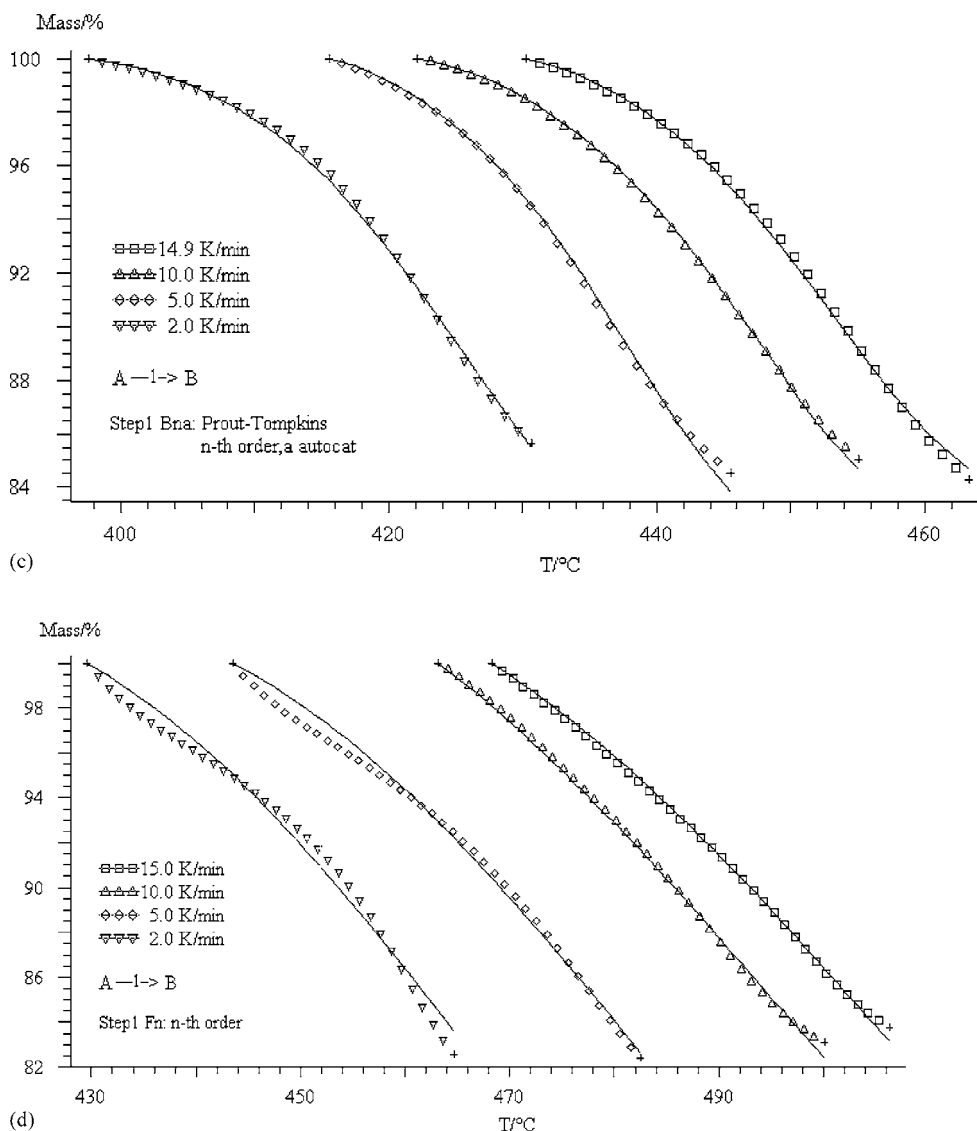 Mass/%
100
96
92
88
84
14.9 K/min
10.0 K/min
5.0 K/min
2.0 K/min
A —1-> B
Step1 Bna: Prout-Tompkins
n-th order,a autocat
400 420 440 460
(c)
T/°C
Mass/%
98
94
90
86
82
15.0 K/min
10.0 K/min
5.0 K/min
2.0 K/min
A —1-> B
Step1 Fn: n-th order
430 450 470 490
(d)
T/°C